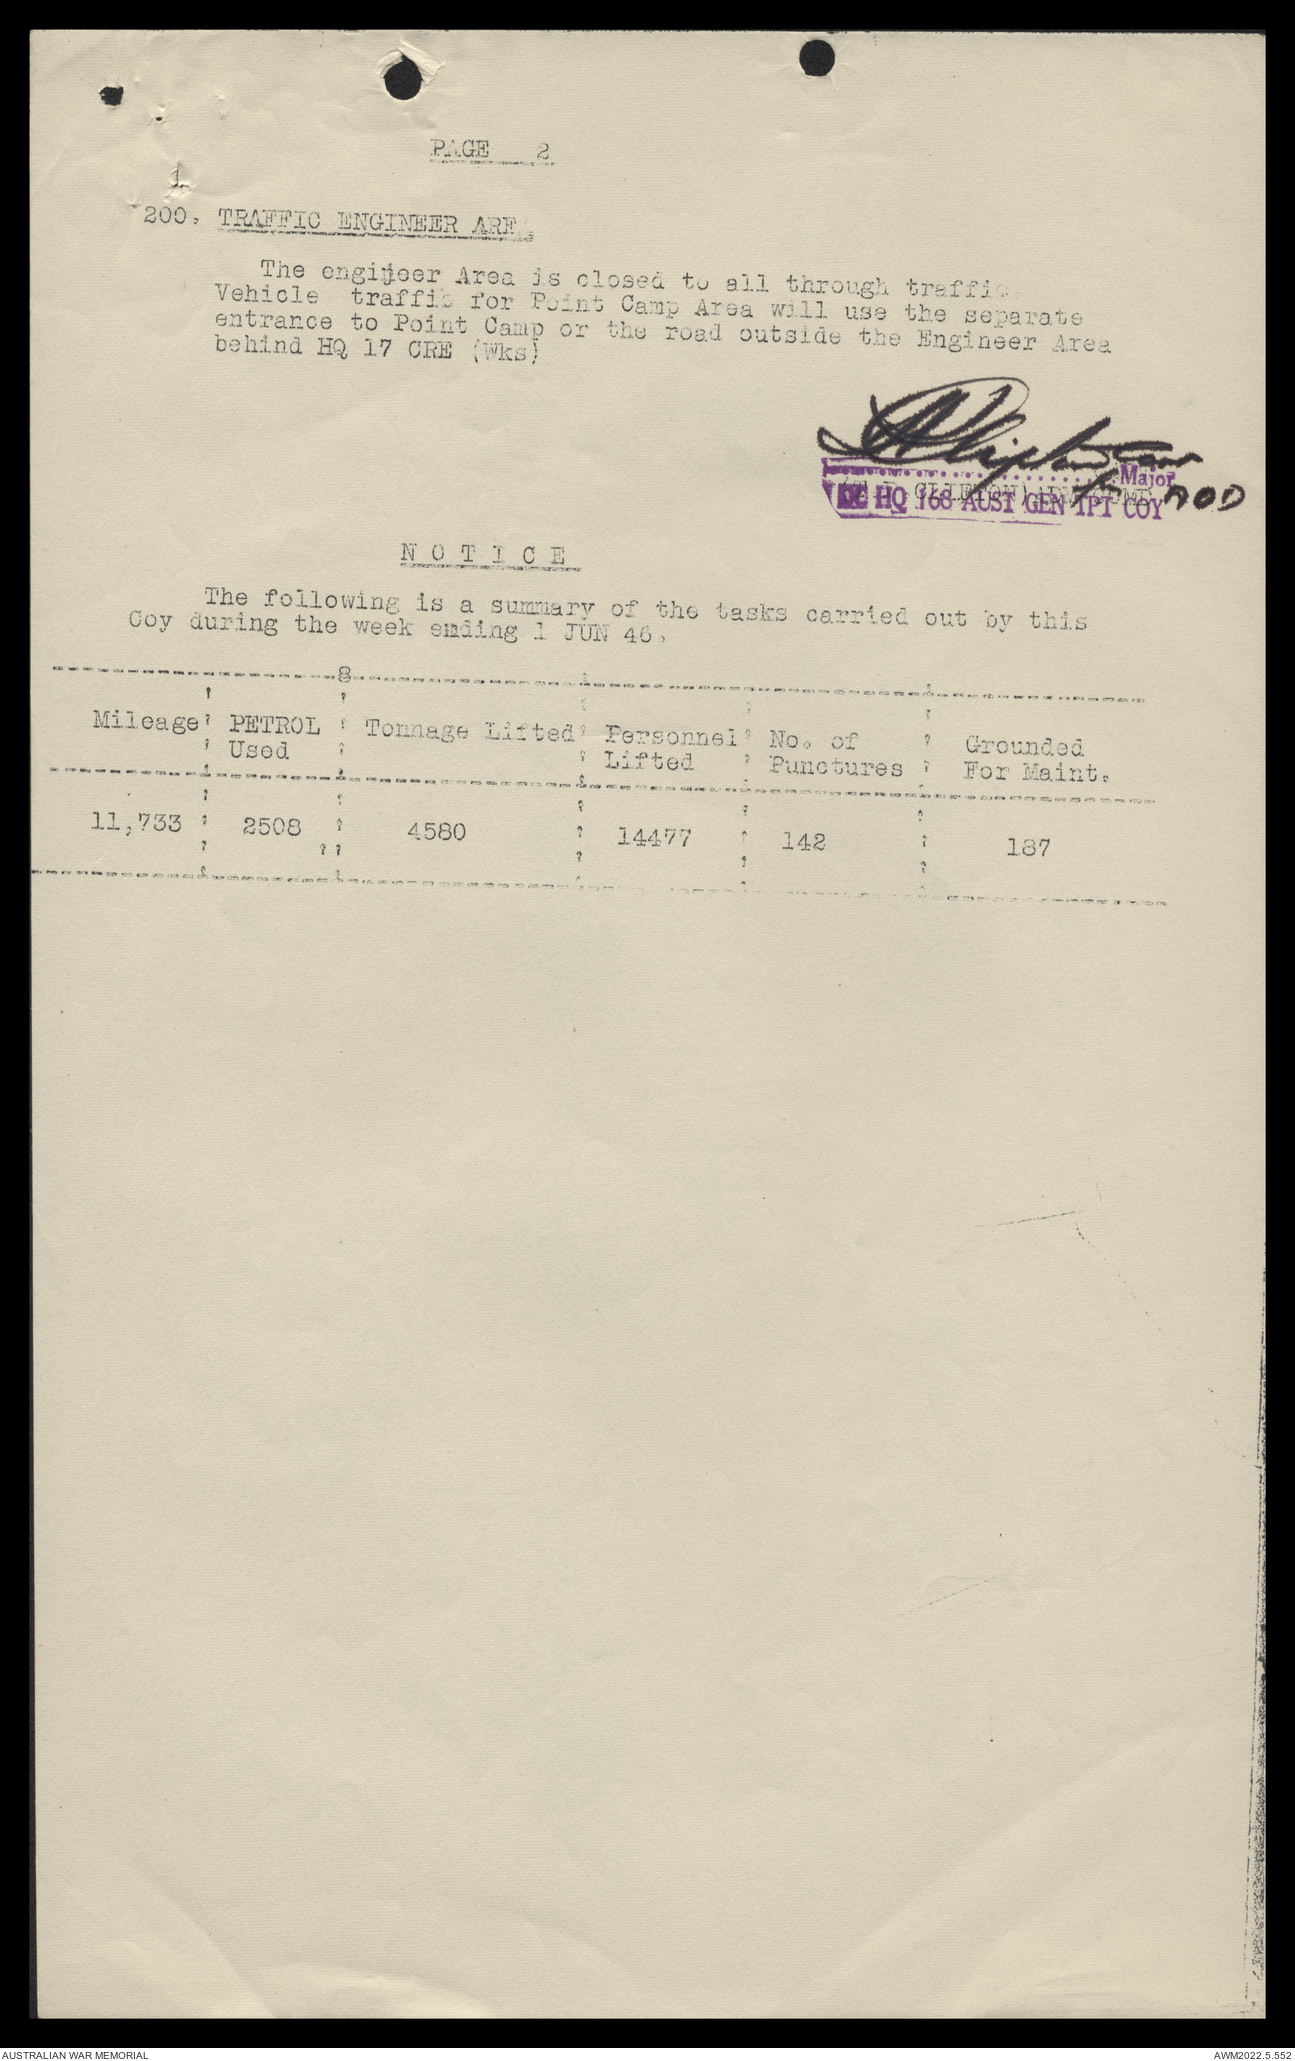 PAGE 2
1
200. TRAFFIC ENGINEER ARE
The engineer Area is closed to all through traffic
Vehicle traffic for Point Camp Area will use the separate
entrance to Point Camp or the road outside the Engineer Area
behind HQ 17 CRE (Wks)
Major
OC HQ 168 AUST GEN TPT COY
AOD
N O T I C E
The following is a summary of the tasks carried out by this
Coy during the week ending 1 JUN 46.
Mileage PETROL Tonnage Lifted Personnel No. of Grounded
Used Lifted Punctures For Maint.
11,733 2508 4580 14477 142 187
AUSTRALIAN WAR MEMORIAL AWM2022.5.552